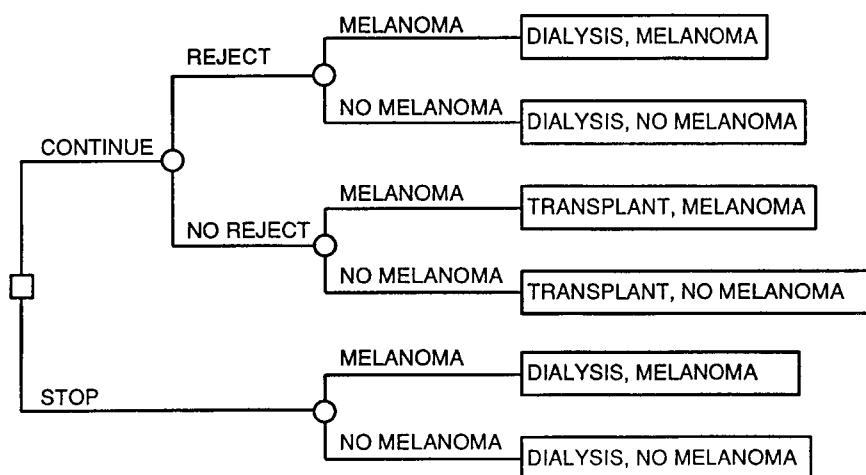 MELANOMA
DIALYSIS, MELANOMA
REJECT
NO MELANOMA
DIALYSIS, NO MELANOMA
CONTINUE
MELANOMA
TRANSPLANT, MELANOMA
NO REJECT
NO MELANOMA
TRANSPLANT, NO MELANOMA
MELANOMA
DIALYSIS, MELANOMA
STOP
NO MELANOMA
DIALYSIS, NO MELANOMA